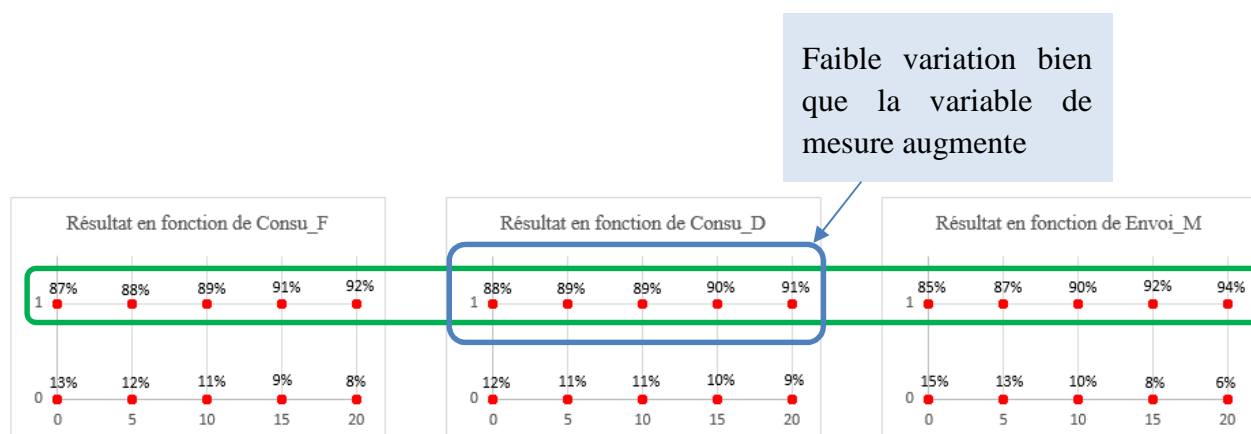 Faible variation bien
que la variable de
mesure augmente
Résultat en fonction de Consu_F
87% 88% 89% 91% 92%
1
13% 12% 11% 9% 8%
0
0 5 10 15 20
Résultat en fonction de Consu_D
88% 89% 89% 90% 91%
1
12% 11% 11% 10% 9%
0
0 5 10 15 20
Résultat en fonction de Envoi_M
85% 87% 90% 92% 94%
1
15% 13% 10% 8% 6%
0
0 5 10 15 20